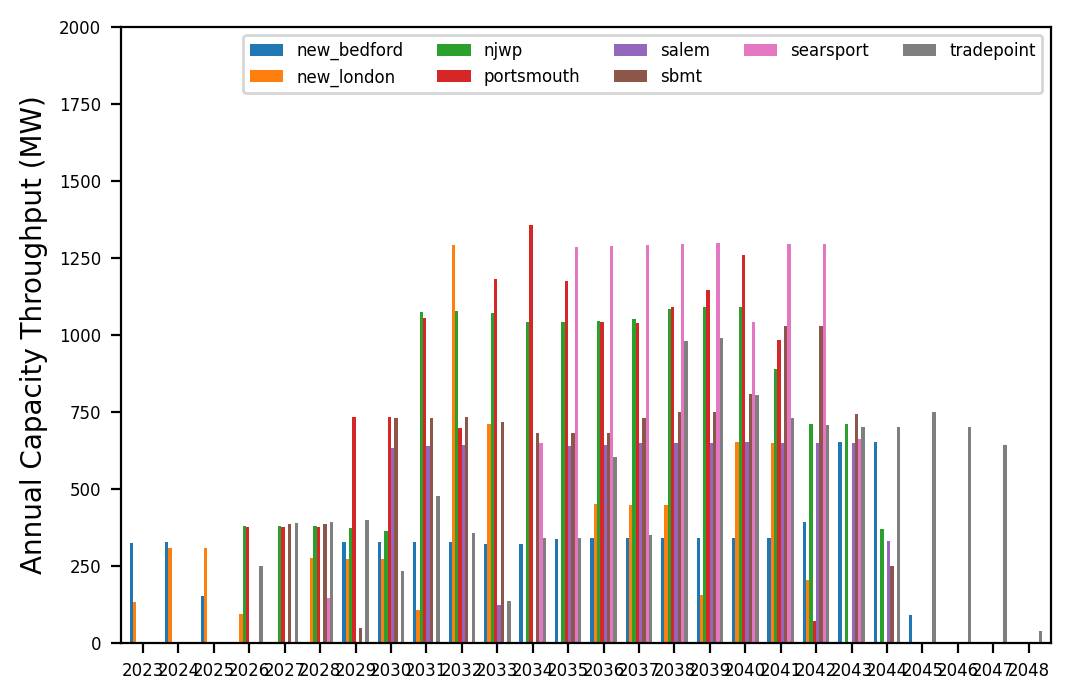 Annual Capacity Throughput (MW)
2000
1750
1500
1250
1000
750
500
250
0
new_bedford njwp salem searsport tradepoint
new_london portsmouth sbmt
2023 2024 2025 2026 2027 2028 2029 2030 2031 2032 2033 2034 2035 2036 2037 2038 2039 2040 2041 2042 2043 2044 2045 2046 2047 2048